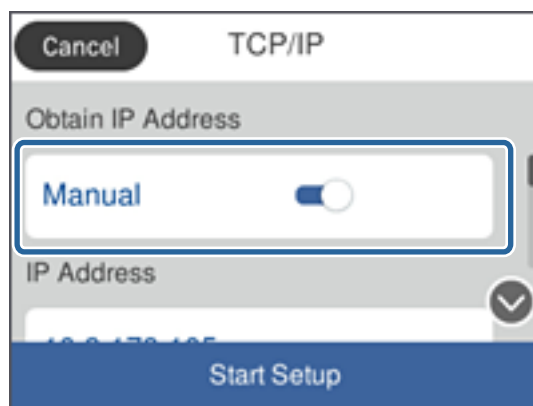 Cancel TCP/IP
Obtain IP Address
Manual
IP Address
Start Setup